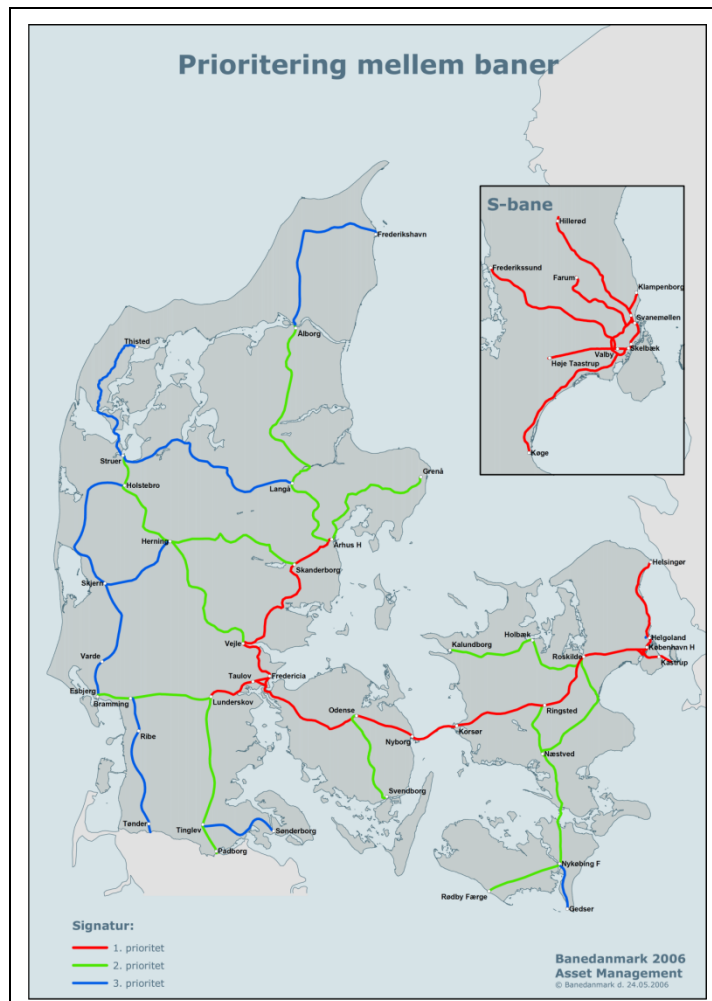 Prioritering mellem baner
S-bane
Hillerød
Frederikssund
Farum
Klampenborg
Svanemøllen
Skelbæk
Valby
Høje Taastrup
Køge
Frederikshavn
Ålborg
Thisted
Struer
Holstebro
Langå
Grenå
Herning
Århus H
Skanderborg
Skjern
Vejle
Varde
Taulov
Fredericia
Esbjerg
Bramming
Lunderskov
Ribe
Odense
Nyborg
Korsør
Svendborg
Tønder
Tinglev
Sønderborg
Padborg
Helsingør
Helgoland
København H
Kastrup
Holbæk
Kalundborg
Roskilde
Ringsted
Næstved
Nykøbing F
Rødby Færge
Gedser
Signatur:
1. prioritet
2. prioritet
3. prioritet
Banedanmark 2006
Asset Management
© Banedanmark d. 24.05.2006